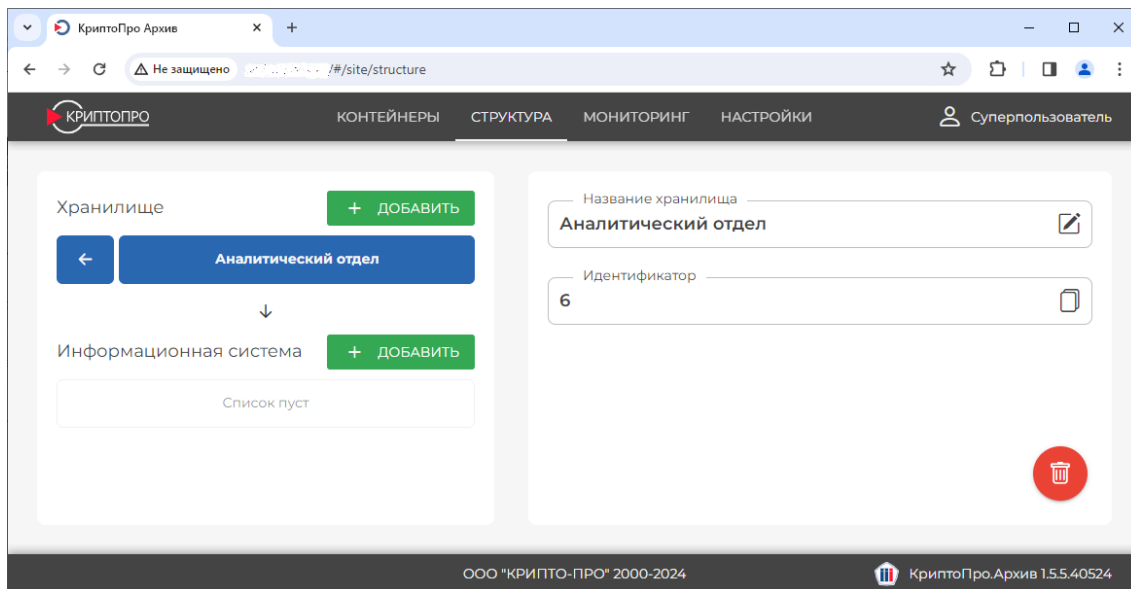 КриптоПро Архив
Не защищено /#/site/structure
КРИПТОПРО КОНТЕЙНЕРЫ СТРУКТУРА МОНИТОРИНГ НАСТРОЙКИ Суперпользователь
Хранилище + ДОБАВИТЬ
Аналитический отдел
Информационная система + ДОБАВИТЬ
Список пуст
Название хранилища
Аналитический отдел
Идентификатор
6
ООО "КРИПТО-ПРО" 2000-2024 КриптоПро.Архив 1.5.5.40524